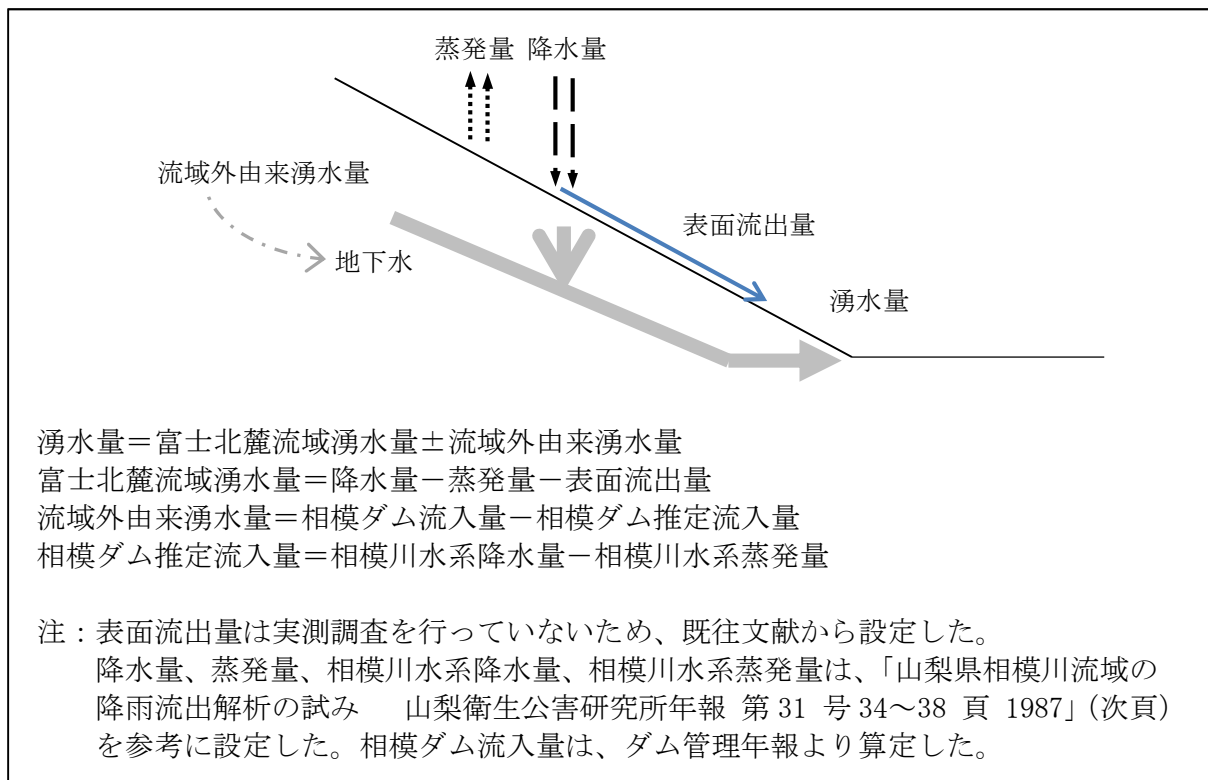 蒸発量 降水量
流域外由来湧水量
表面流出量
地下水
湧水量
湧水量＝富士北麓流域湧水量±流域外由来湧水量
富士北麓流域湧水量＝降水量－蒸発量－表面流出量
流域外由来湧水量＝相模ダム流入量－相模ダム推定流入量
相模ダム推定流入量＝相模川水系降水量－相模川水系蒸発量
注：表面流出量は実測調査を行っていないため、既往文献から設定した。
降水量、蒸発量、相模川水系降水量、相模川水系蒸発量は、「山梨県相模川流域の
降雨流出解析の試み　山梨衛生公害研究所年報 第31 号34～38 頁 1987」（次頁）
を参考に設定した。相模ダム流入量は、ダム管理年報より算定した。